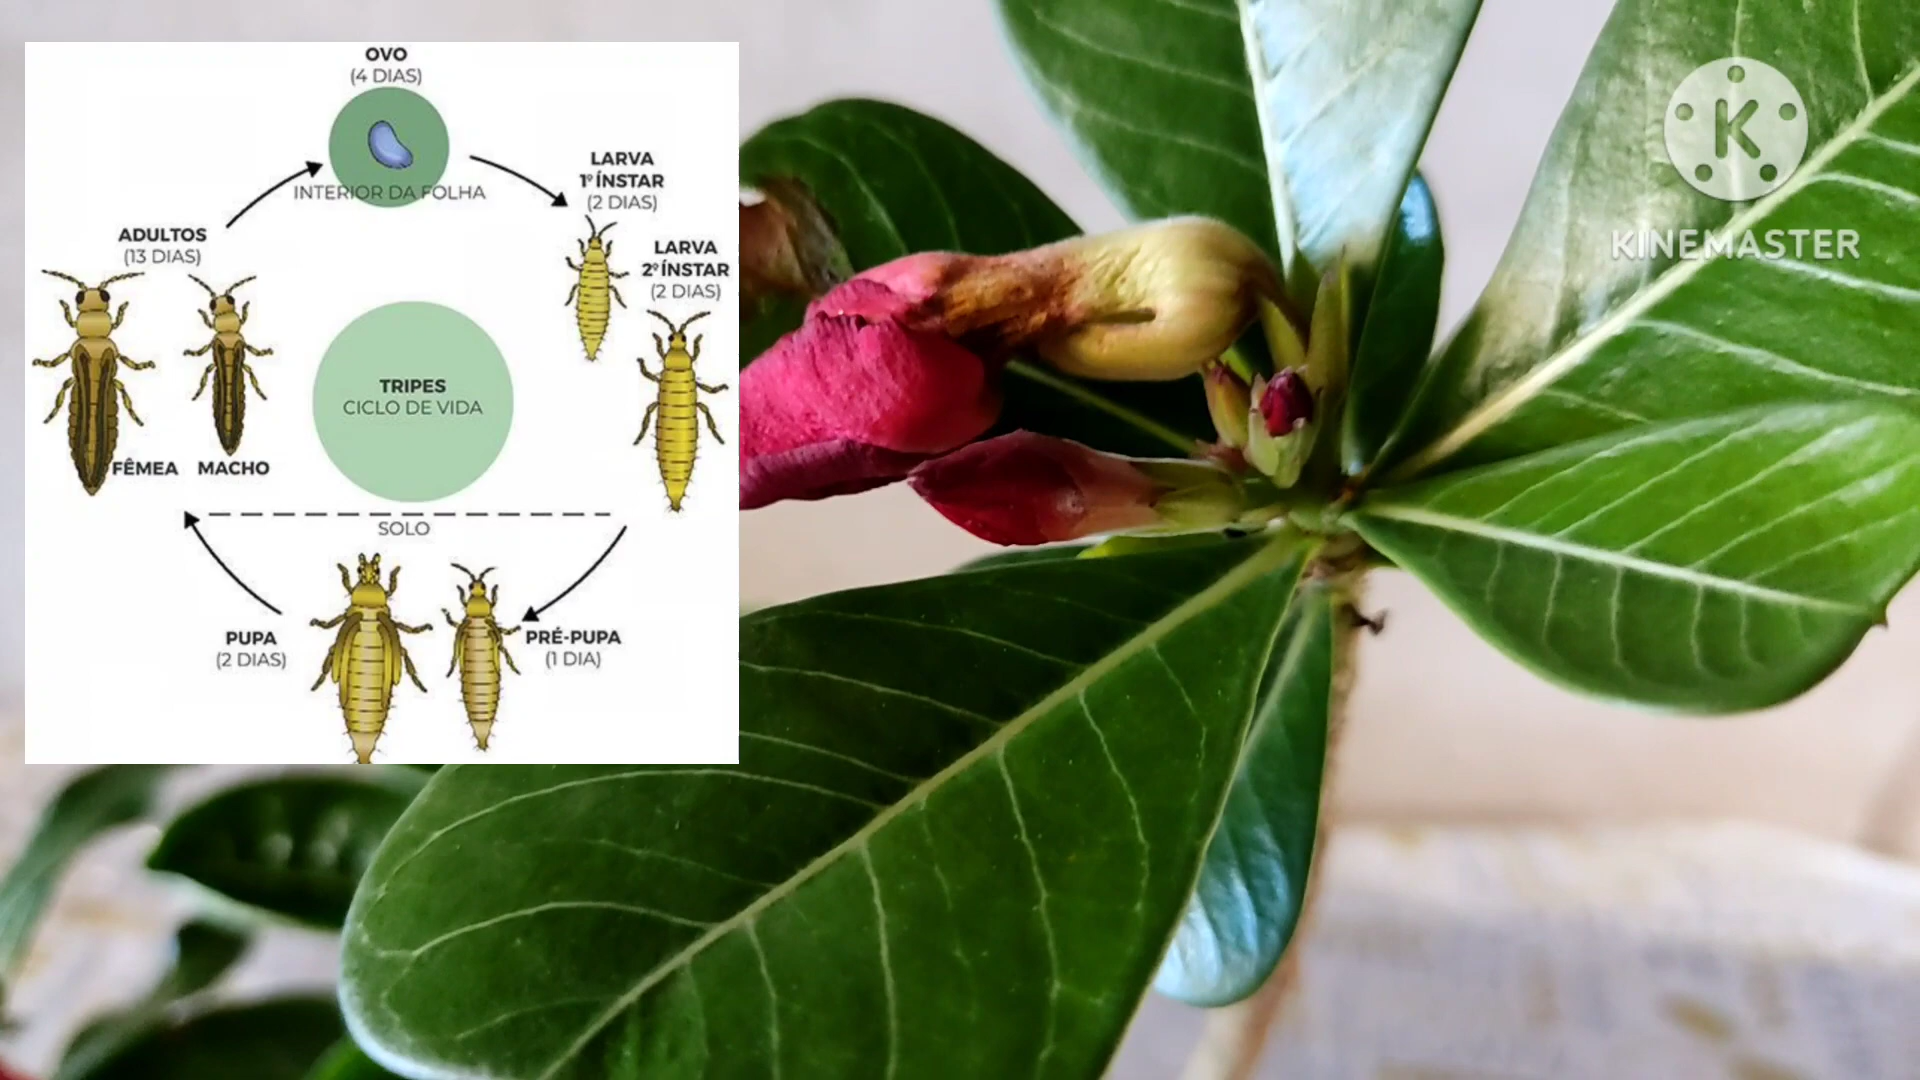 OVO
(4 DIAS)
INTERIOR DA FOLHA
LARVA
1º ÍNSTAR
(2 DIAS)
LARVA
2º ÍNSTAR
(2 DIAS)
ADULTOS
(13 DIAS)
FÊMEA
MACHO
TRIPES
CICLO DE VIDA
SOLO
PUPA
(2 DIAS)
PRÉ-PUPA
(1 DIA)
K
KINEMASTER